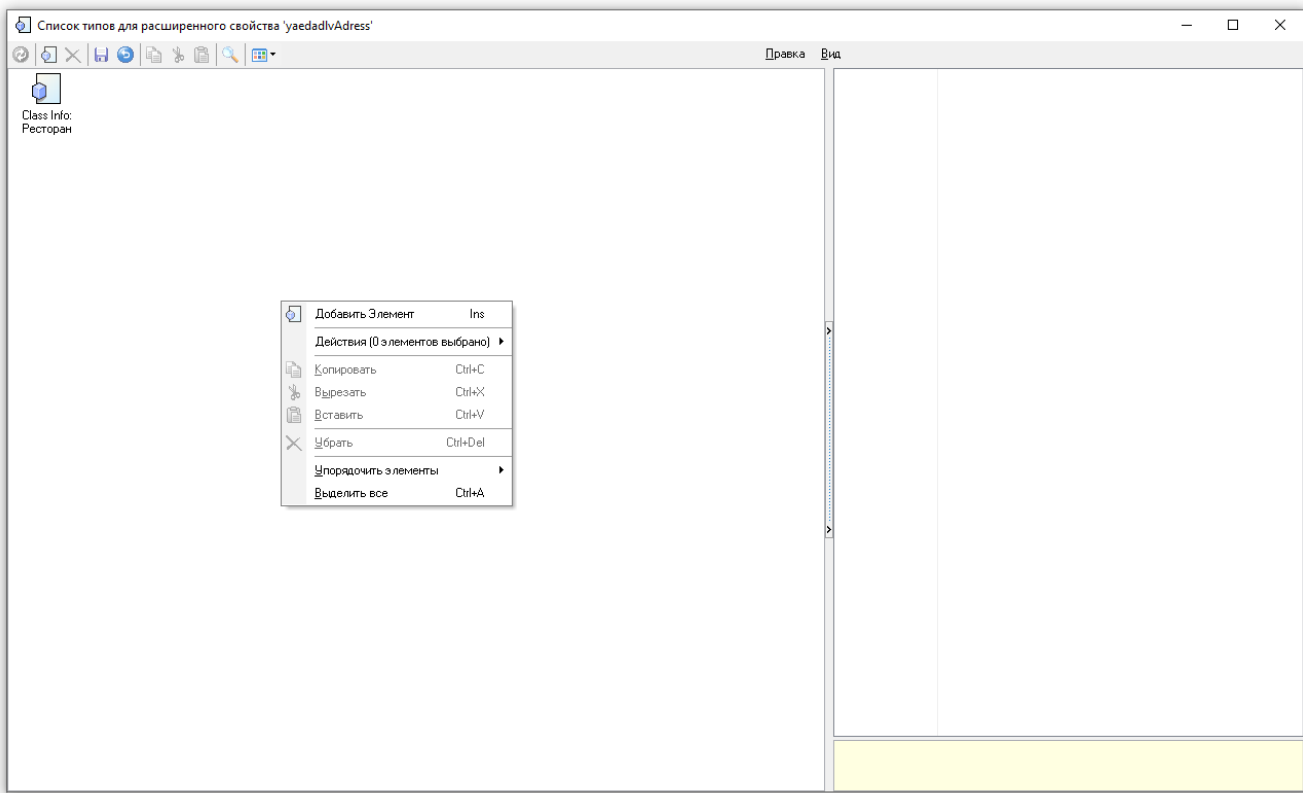 Список типов для расширенного свойства 'yaedadlvAdress'
Правка Вид
Class Info:
Ресторан
Добавить Элемент Ins
Действия (0 элементов выбрано)
Копировать Ctrl+C
Вырезать Ctrl+X
Вставить Ctrl+V
Убрать Ctrl+Del
Упорядочить элементы
Выделить все Ctrl+A